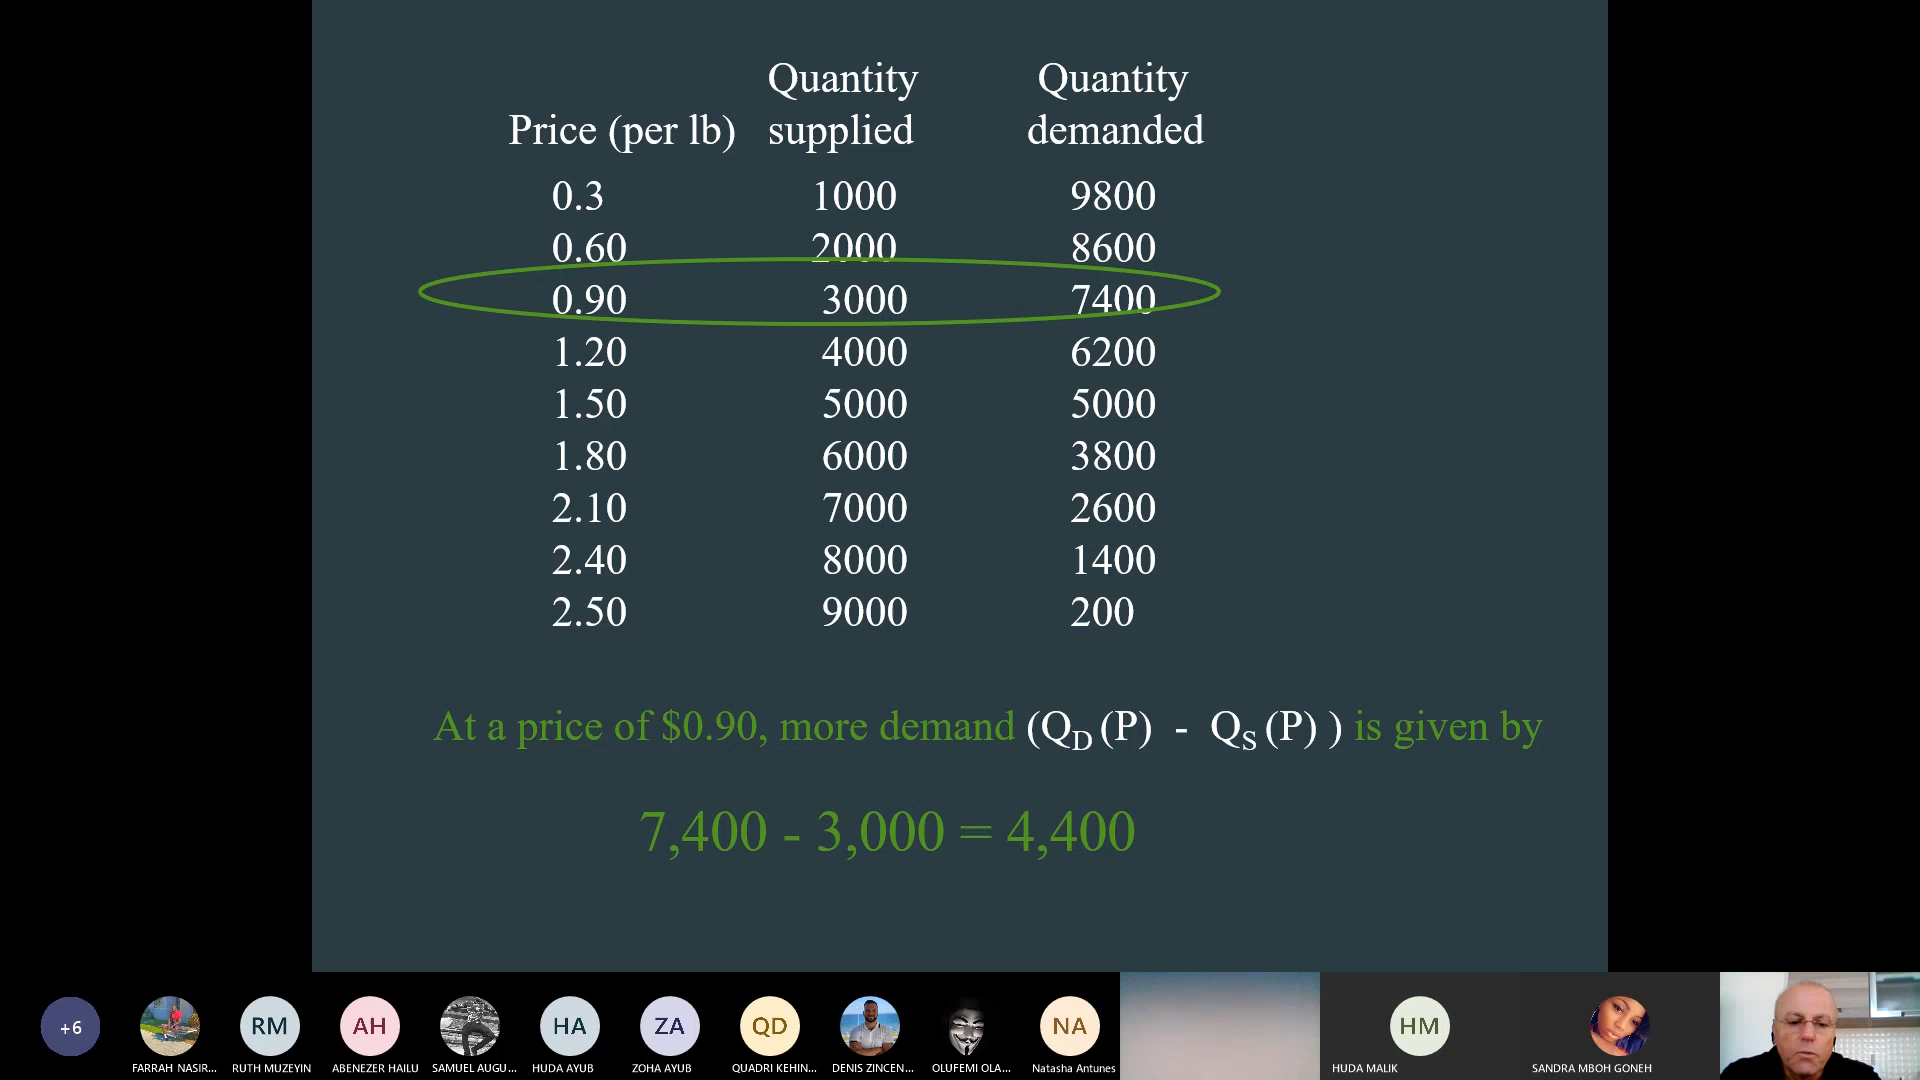 Quantity Quantity
Price (per lb) supplied demanded
0.3 1000 9800
0.60 2000 8600
0.90 3000 7400
1.20 4000 6200
1.50 5000 5000
1.80 6000 3800
2.10 7000 2600
2.40 8000 1400
2.50 9000 200
At a price of $0.90, more demand (QD (P) - QS (P) ) is given by
7,400 - 3,000 = 4,400
+6 RM AH HA ZA QD NA HM
FARRAH NASIR... RUTH MUZEYIN ABENEZER HAILU SAMUEL AUGU... HUDA AYUB ZOHA AYUB QUADRI KEHIN... DENIS ZINCEN... OLUFEMI OLA... Natasha Antunes HUDA MALIK SANDRA MBOH GONEH